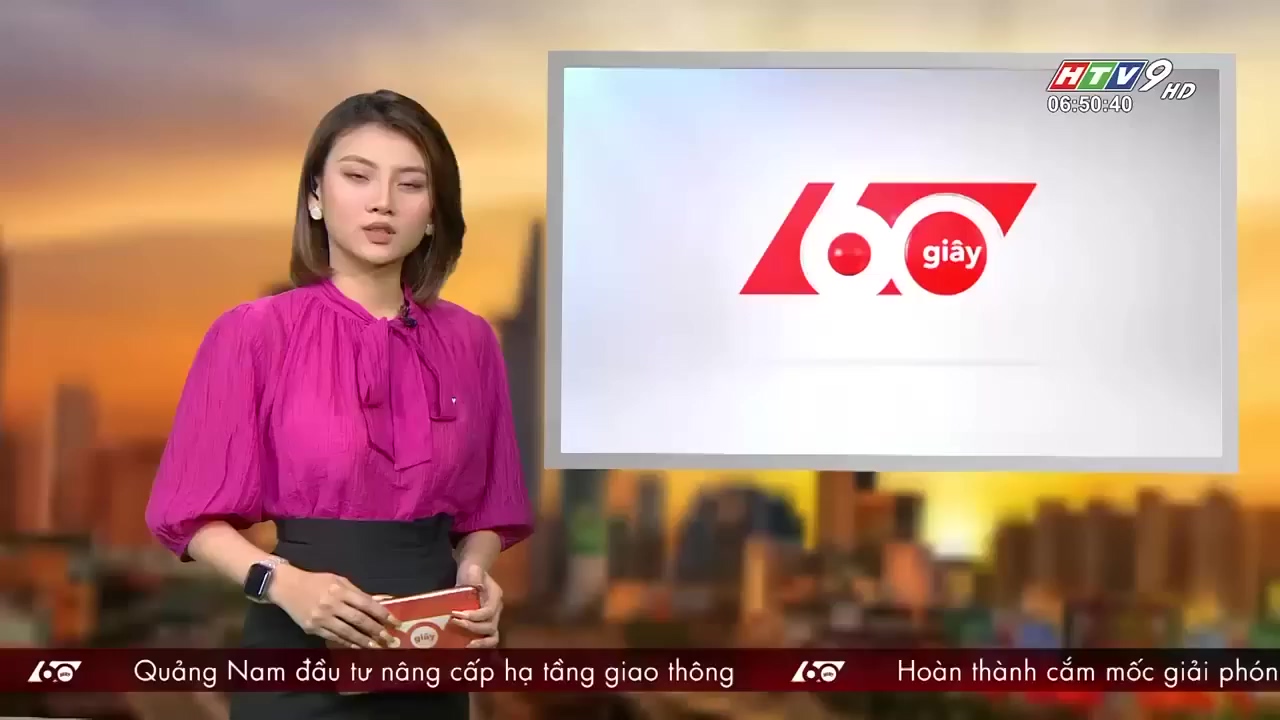 HTV9 HD
06:50:40
60 giây
giây
60 giây Quảng Nam đầu tư nâng cấp hạ tầng giao thông 60 giây Hoàn thành cắm mốc giải phón